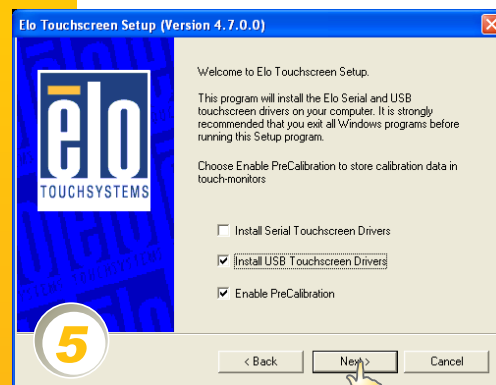 Elo Touchscreen Setup (Version 4.7.0.0)
elo
TOUCHSYSTEMS
Welcome to Elo Touchscreen Setup.
This program will install the Elo Serial and USB
touchscreen drivers on your computer. It is strongly
recommended that you exit all Windows programs before
running this Setup program.
Choose Enable PreCalibration to store calibration data in
touch-monitors
Install Serial Touchscreen Drivers
Install USB Touchscreen Drivers
Enable PreCalibration
5
< Back
Next >
Cancel